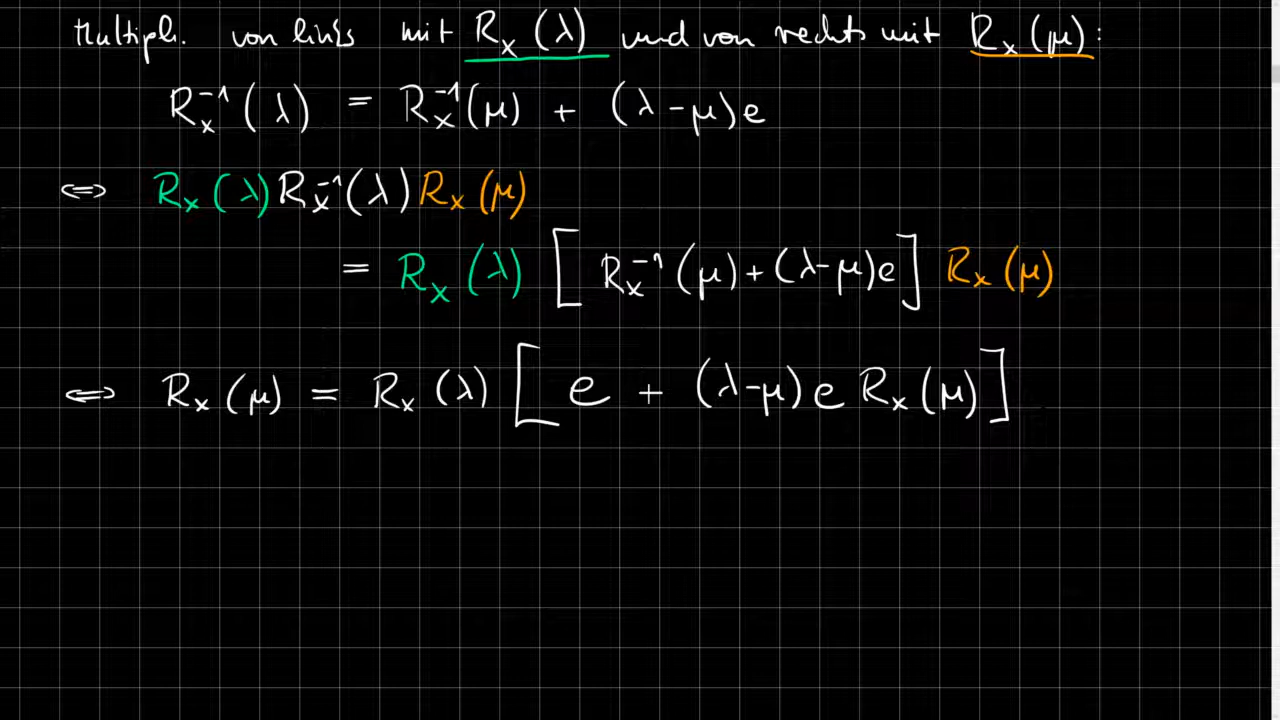 Multipl. von links mit Rₓ(λ) und von rechts mit Rₓ(μ):
Rₓ⁻¹(λ) = Rₓ⁻¹(μ) + (λ-μ)e
⇔ Rₓ(λ)Rₓ⁻¹(λ)Rₓ(μ)
= Rₓ(λ) [Rₓ⁻¹(μ)+(λ-μ)e] Rₓ(μ)
⇔ Rₓ(μ) = Rₓ(λ) [e + (λ-μ)e Rₓ(μ)]